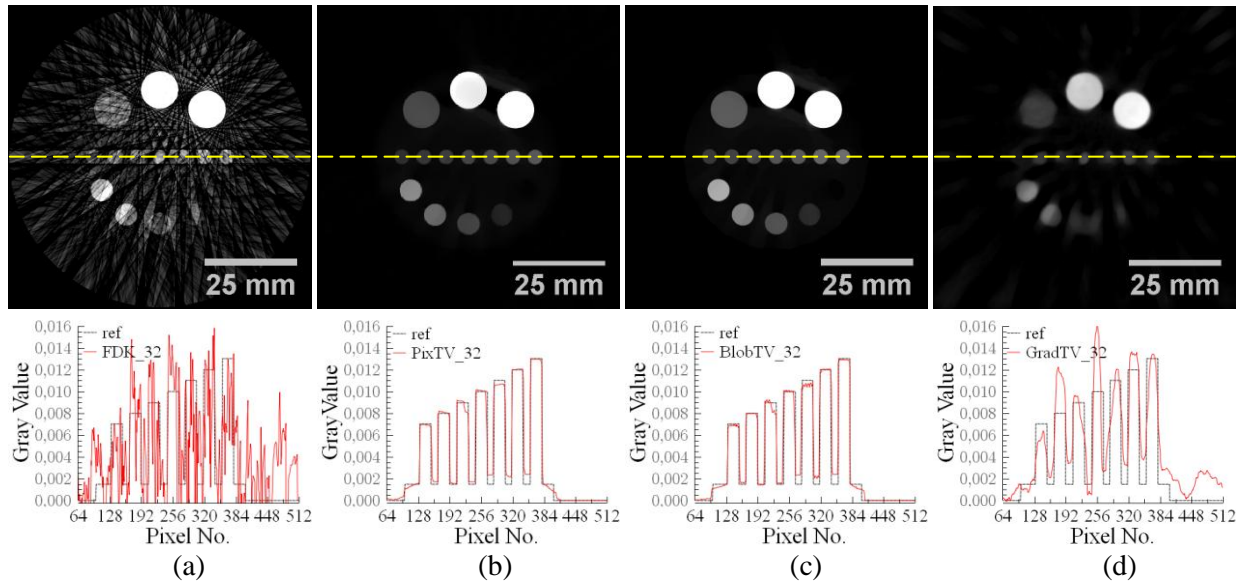 25 mm
25 mm
25 mm
25 mm
0,016
0,014
0,012
0,010
0,008
0,006
0,004
0,002
0,000
Gray Value
ref
FDK_32
64 128 192 256 320 384 448 512
Pixel No.
(a)
0,016
0,014
0,012
0,010
0,008
0,006
0,004
0,002
0.000
Gray Value
ref
PixTV_32
64 128 192 256 320 384 448 512
Pixel No.
(b)
0,016
0,014
0,012
0,010
0,008
0,006
0,004
0,002
0.000
Gray Value
ref
BlobTV_32
64 128 192 256 320 384 448 512
Pixel No.
(c)
0,016
0,014
0,012
0,010
0,008
0,006
0,004
0,002
0,000
Gray Value
ref
GradTV_32
64 128 192 256 320 384 448 512
Pixel No.
(d)